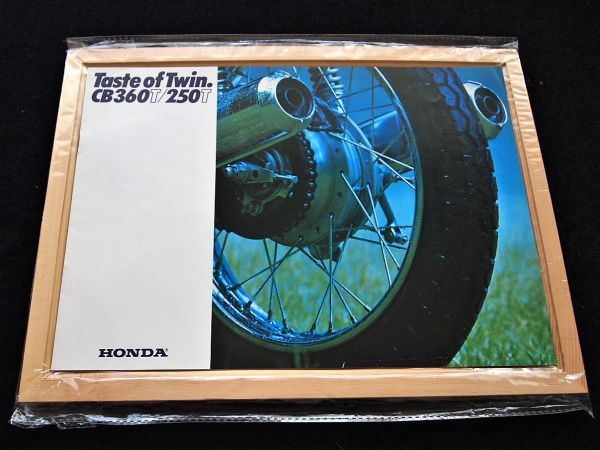 Taste of Twin.
CB360T/250T
HONDA